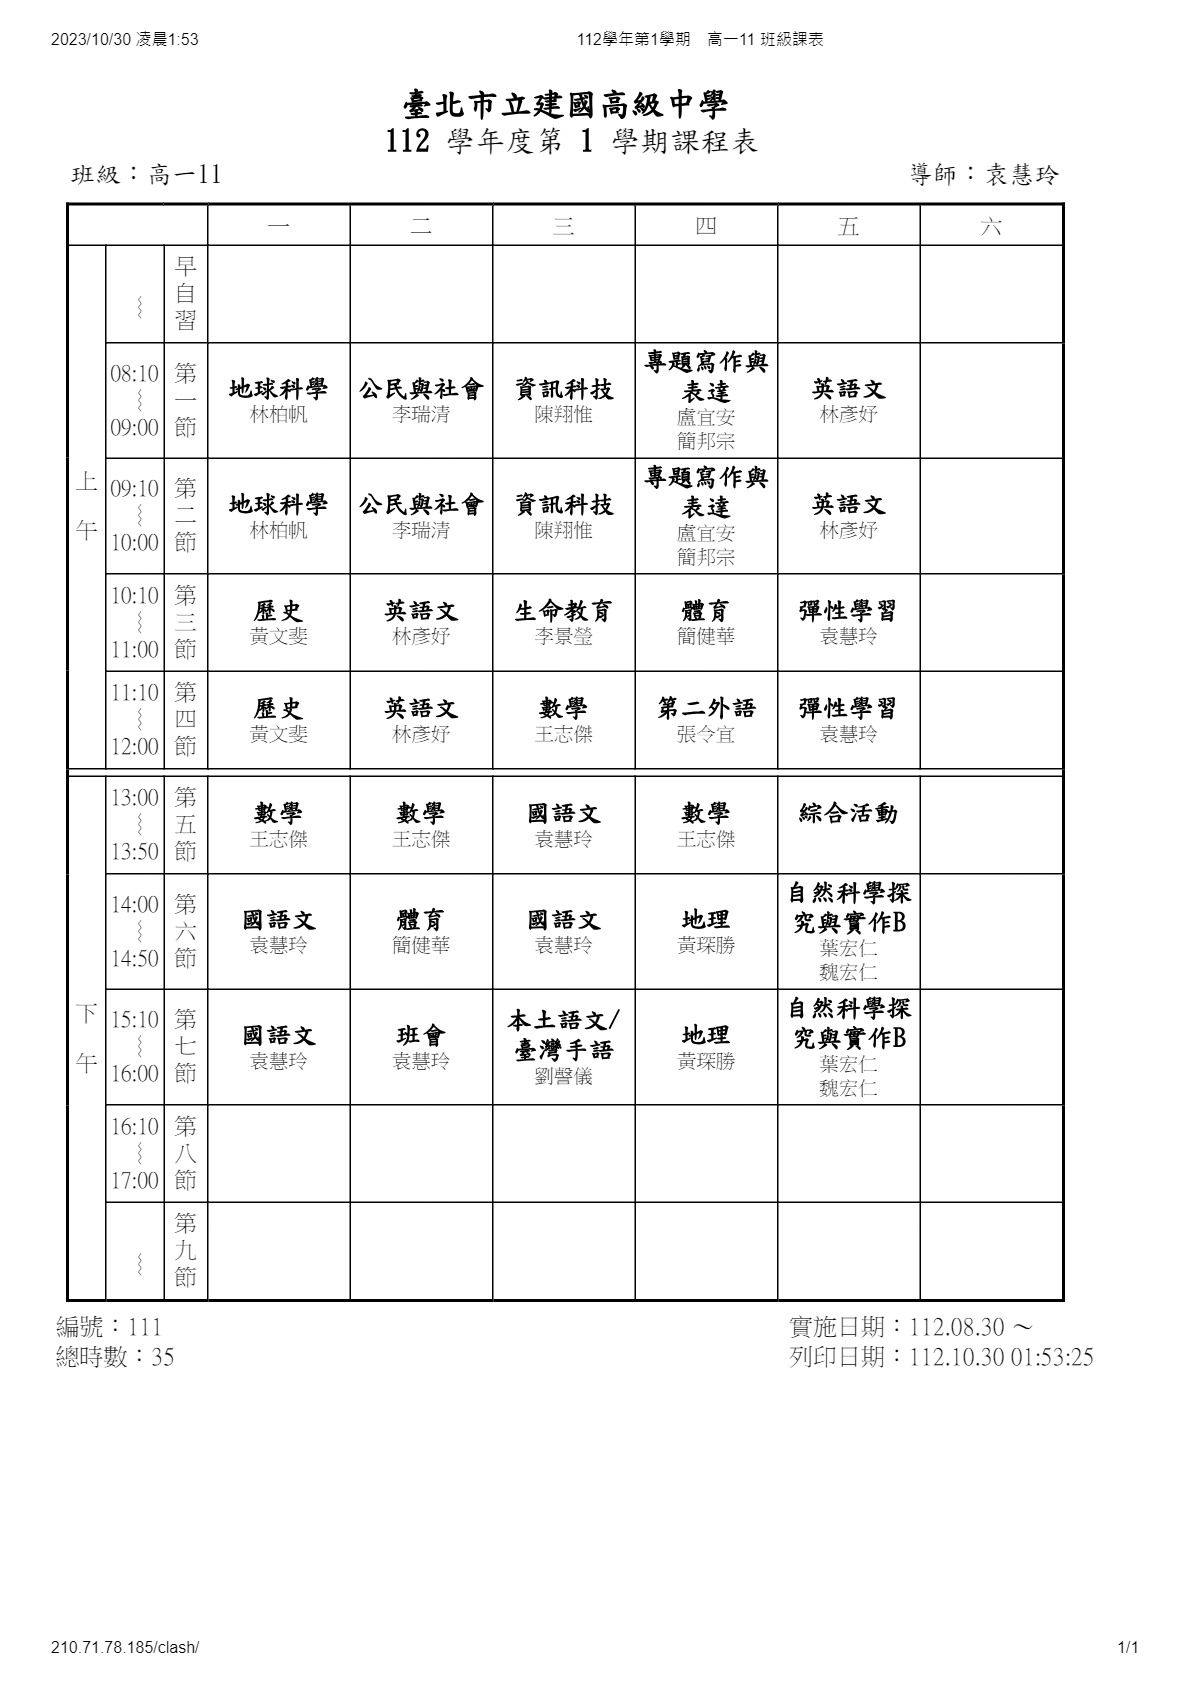 2023/10/30 凌晨1:53
112學年第1學期　高一11 班級課表
臺北市立建國高級中學
112 學年度第 1 學期課程表
班級：高一11
導師：袁慧玲
一 二 三 四 五 六
上午
～ 早自習
08:10 ～ 09:00 第一節
地球科學
林柏帆
公民與社會
李瑞清
資訊科技
陳翔惟
專題寫作與
表達
盧宜安
簡邦宗
英語文
林彥妤
09:10 ～ 10:00 第二節
地球科學
林柏帆
公民與社會
李瑞清
資訊科技
陳翔惟
專題寫作與
表達
盧宜安
簡邦宗
英語文
林彥妤
10:10 ～ 11:00 第三節
歷史
黃文斐
英語文
林彥妤
生命教育
李景瑩
體育
簡健華
彈性學習
袁慧玲
11:10 ～ 12:00 第四節
歷史
黃文斐
英語文
林彥妤
數學
王志傑
第二外語
張令宜
彈性學習
袁慧玲
下午
13:00 ～ 13:50 第五節
數學
王志傑
數學
王志傑
國語文
袁慧玲
數學
王志傑
綜合活動
14:00 ～ 14:50 第六節
國語文
袁慧玲
體育
簡健華
國語文
袁慧玲
地理
黃琛勝
自然科學探
究與實作B
葉宏仁
魏宏仁
15:10 ～ 16:00 第七節
國語文
袁慧玲
班會
袁慧玲
本土語文/
臺灣手語
劉謦儀
地理
黃琛勝
自然科學探
究與實作B
葉宏仁
魏宏仁
16:10 ～ 17:00 第八節
～ 第九節
編號：111
總時數：35
實施日期：112.08.30 ～
列印日期：112.10.30 01:53:25
210.71.78.185/clash/
1/1